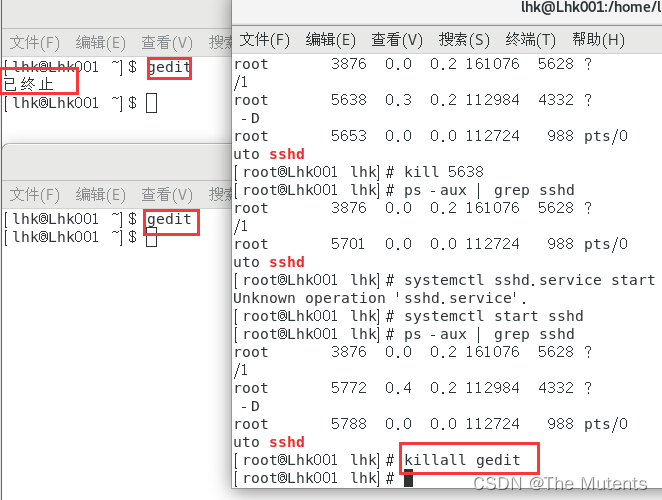 文件(F) 编辑(E) 查看(V) 搜索
[lhk@Lhk001 ~]$ gedit
已终止
[lhk@Lhk001 ~]$
文件(F) 编辑(E) 查看(V) 搜索
[lhk@Lhk001 ~]$ gedit
[lhk@Lhk001 ~]$
lhk@Lhk001:/home/l
文件(F) 编辑(E) 查看(V) 搜索(S) 终端(T) 帮助(H)
root 3876 0.0 0.2 161076 5628 ?
/1
root 5638 0.3 0.2 112984 4332 ?
-D
root 5653 0.0 0.0 112724 988 pts/0
uto sshd
[root@Lhk001 lhk]# kill 5638
[root@Lhk001 lhk]# ps -aux | grep sshd
root 3876 0.0 0.2 161076 5628 ?
/1
root 5701 0.0 0.0 112724 988 pts/0
uto sshd
[root@Lhk001 lhk]# systemctl sshd.service start
Unknown operation 'sshd.service'.
[root@Lhk001 lhk]# systemctl start sshd
[root@Lhk001 lhk]# ps -aux | grep sshd
root 3876 0.0 0.2 161076 5628 ?
/1
root 5772 0.4 0.2 112984 4332 ?
-D
root 5788 0.0 0.0 112724 988 pts/0
uto sshd
[root@Lhk001 lhk]# killall gedit
[root@Lhk001 lhk]#
CSDN @The Mutents